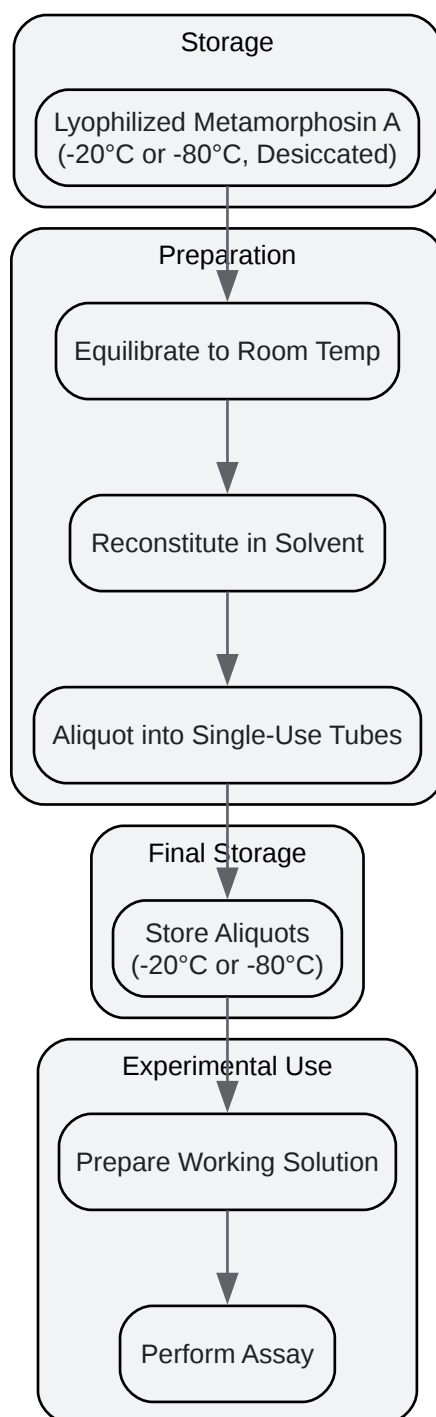 Storage
Lyophilized Metamorphosin A
(-20°C or -80°C, Desiccated)
Preparation
Equilibrate to Room Temp
Reconstitute in Solvent
Aliquot into Single-Use Tubes
Final Storage
Store Aliquots
(-20°C or -80°C)
Experimental Use
Prepare Working Solution
Perform Assay